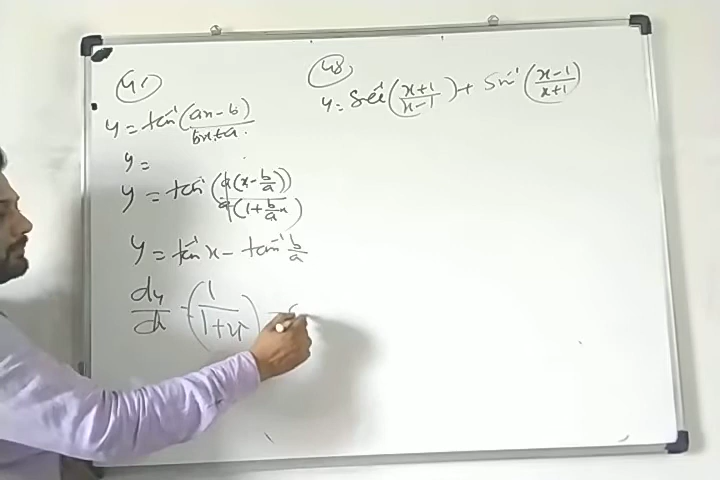 41)
y = tan⁻¹(ax-b)/(bx+a).
y =
y = tan⁻¹(a(x-b/a))/(a(1+b/a x))
y = tan⁻¹x - tan⁻¹ b/a
dy/d = (1/1+x²) -
48)
y = Sec⁻¹(x+1/x-1) + Sin⁻¹(x-1/x+1)